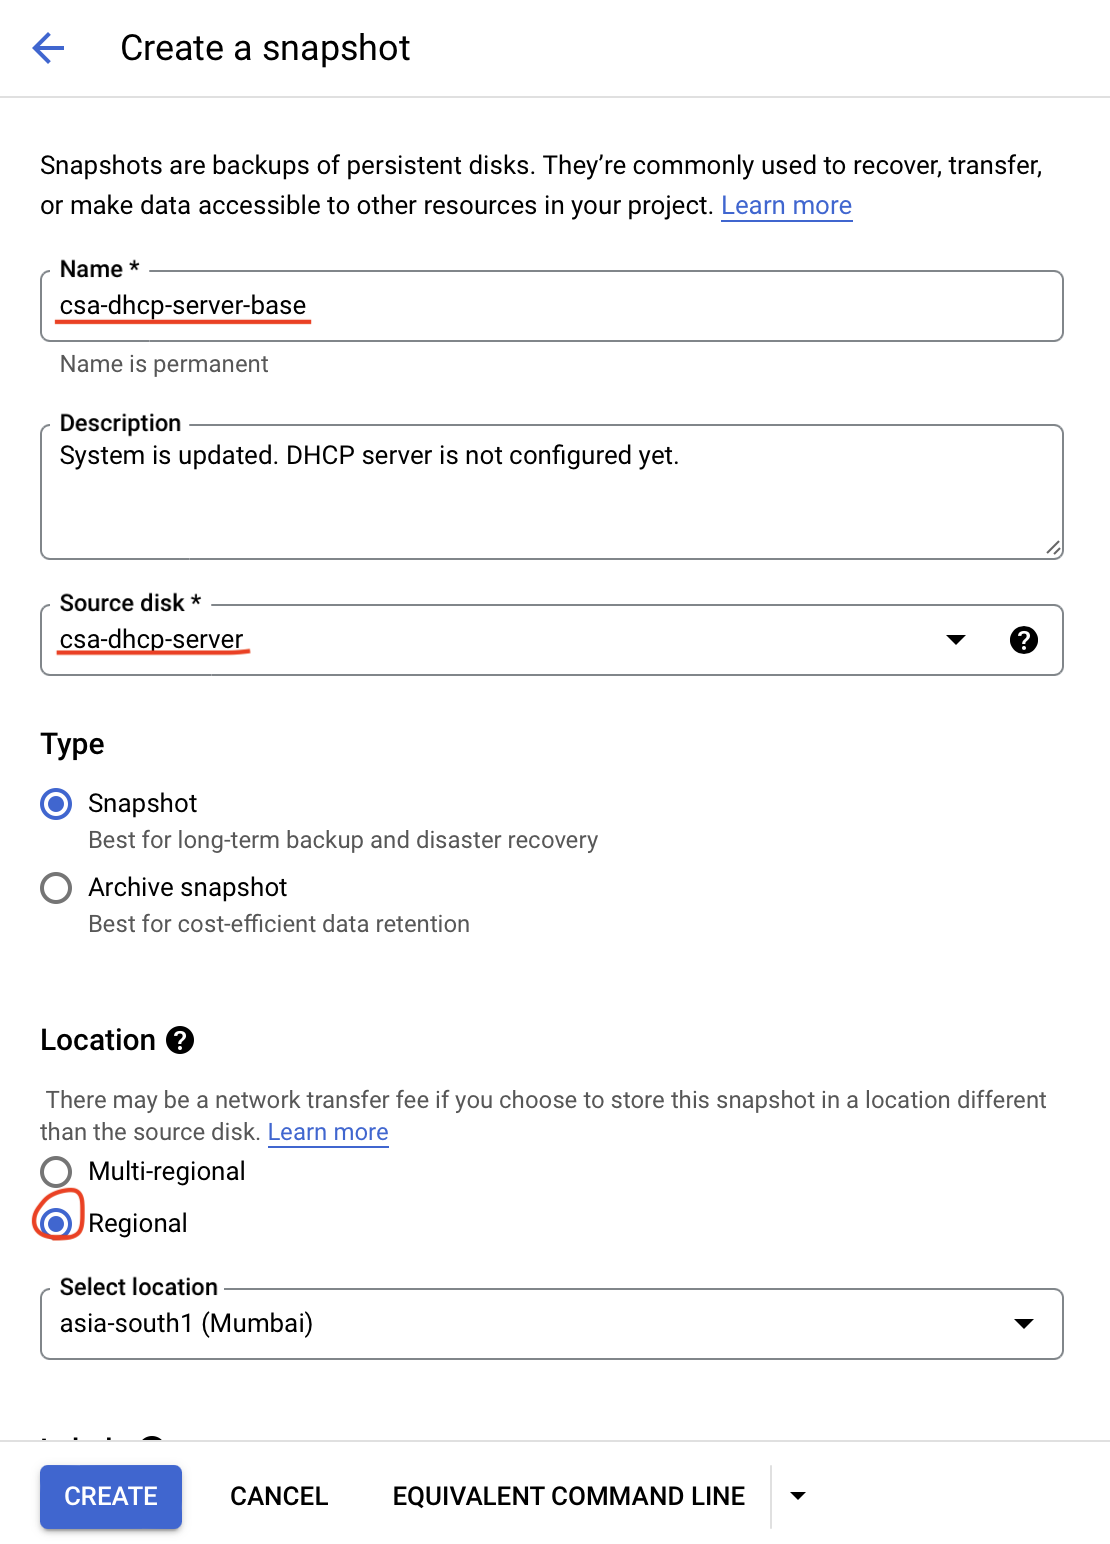 Create a snapshot
Snapshots are backups of persistent disks. They’re commonly used to recover, transfer,
or make data accessible to other resources in your project. Learn more
Name *
csa-dhcp-server-base
Name is permanent
Description
System is updated. DHCP server is not configured yet.
Source disk *
csa-dhcp-server
Type
Snapshot
Best for long-term backup and disaster recovery
Archive snapshot
Best for cost-efficient data retention
Location
There may be a network transfer fee if you choose to store this snapshot in a location different
than the source disk. Learn more
Multi-regional
Regional
Select location
asia-south1 (Mumbai)
CREATE
CANCEL
EQUIVALENT COMMAND LINE